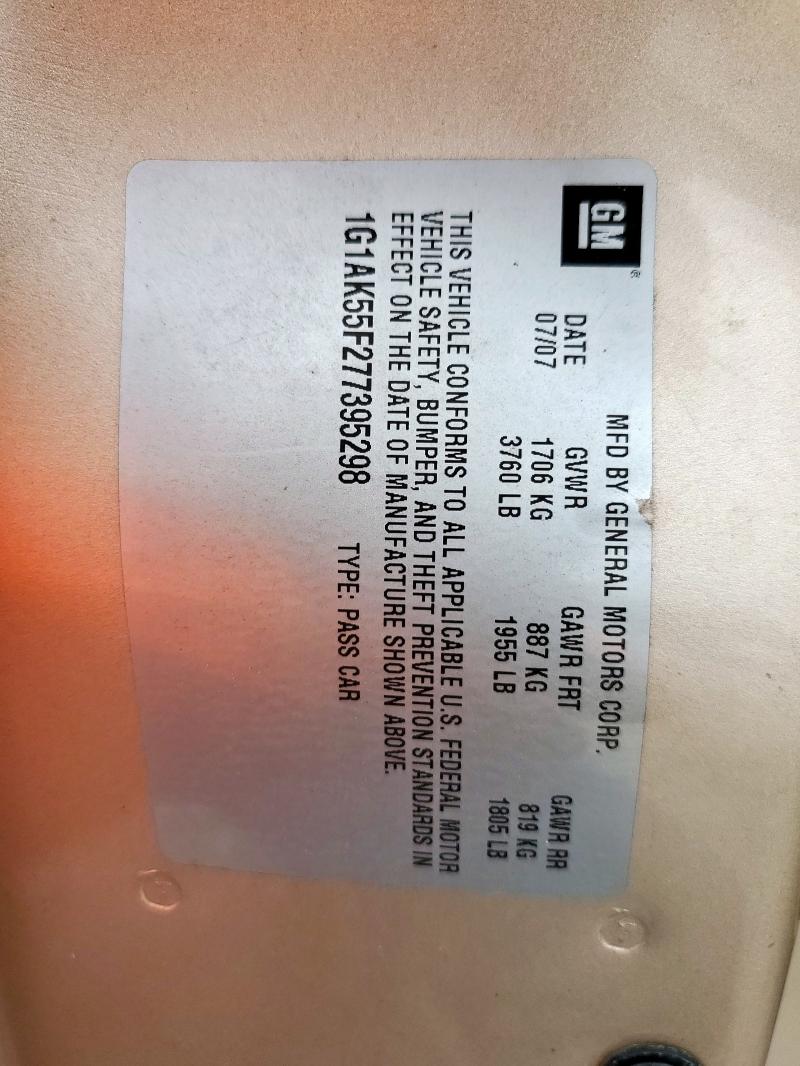 GM®
MFD BY GENERAL MOTORS CORP.
DATE GVWR GAWR FRT GAWR RR
07/07 1706 KG 887 KG 819 KG
3760 LB 1955 LB 1805 LB
THIS VEHICLE CONFORMS TO ALL APPLICABLE U.S. FEDERAL MOTOR
VEHICLE SAFETY, BUMPER, AND THEFT PREVENTION STANDARDS IN
EFFECT ON THE DATE OF MANUFACTURE SHOWN ABOVE.
1G1AK55F277395298 TYPE: PASS CAR